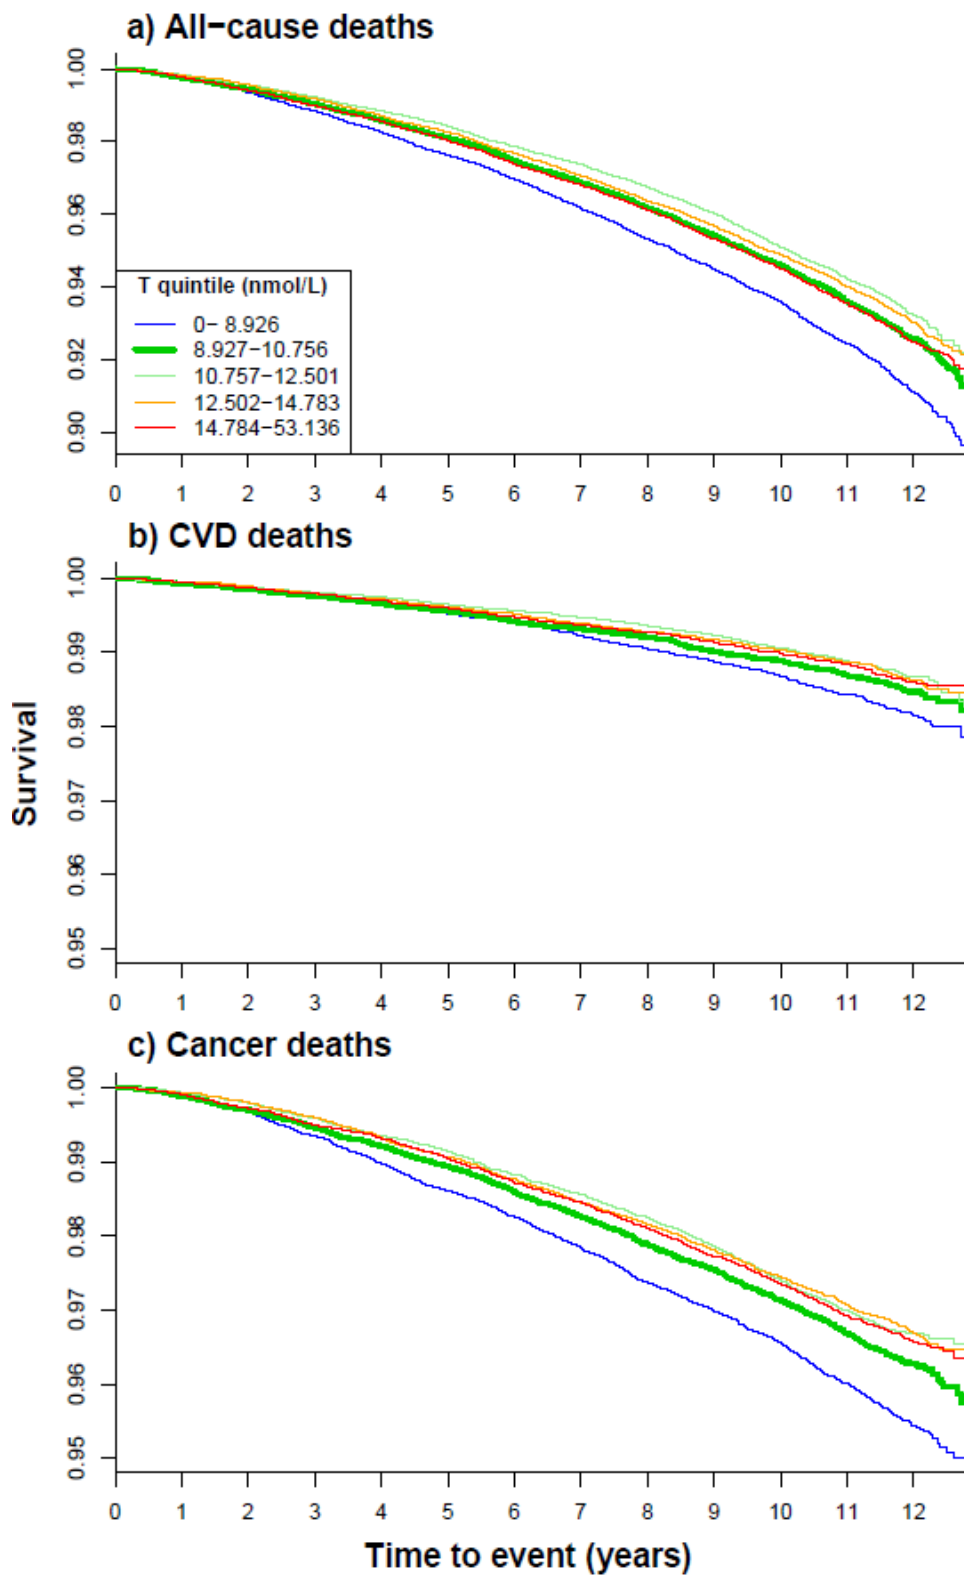 a) All-cause deaths
1.00
0.98
0.96
0.94
0.92
0.90
T quintile (nmol/L)
0- 8.926
8.927-10.756
10.757-12.501
12.502-14.783
14.784-53.136
0 1 2 3 4 5 6 7 8 9 10 11 12
b) CVD deaths
1.00
0.99
0.98
0.97
0.96
0.95
Survival
0 1 2 3 4 5 6 7 8 9 10 11 12
c) Cancer deaths
1.00
0.99
0.98
0.97
0.96
0.95
0 1 2 3 4 5 6 7 8 9 10 11 12
Time to event (years)